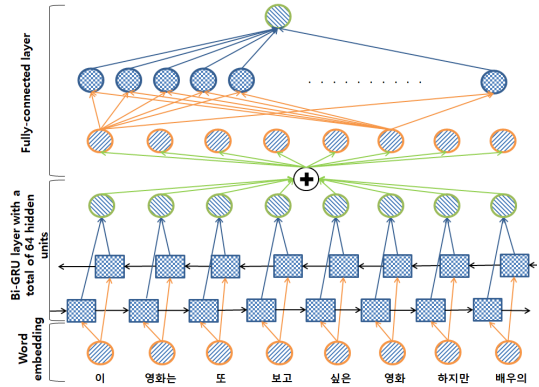 Fully-connected layer
Bi-GRU layer with a
total of 64 hidden
units
Word
embedding
이 영화는 또 보고 싶은 영화 하지만 배우의